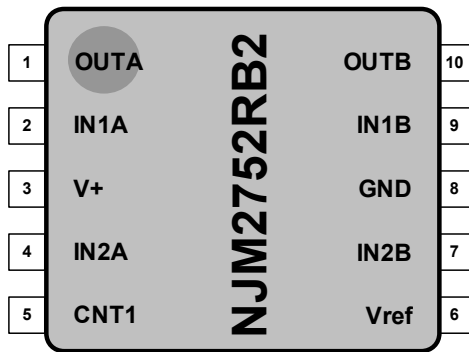 1 OUTA OUTB 10
2 IN1A IN1B 9
3 V+ GND 8
4 IN2A IN2B 7
5 CNT1 Vref 6
NJM2752RB2